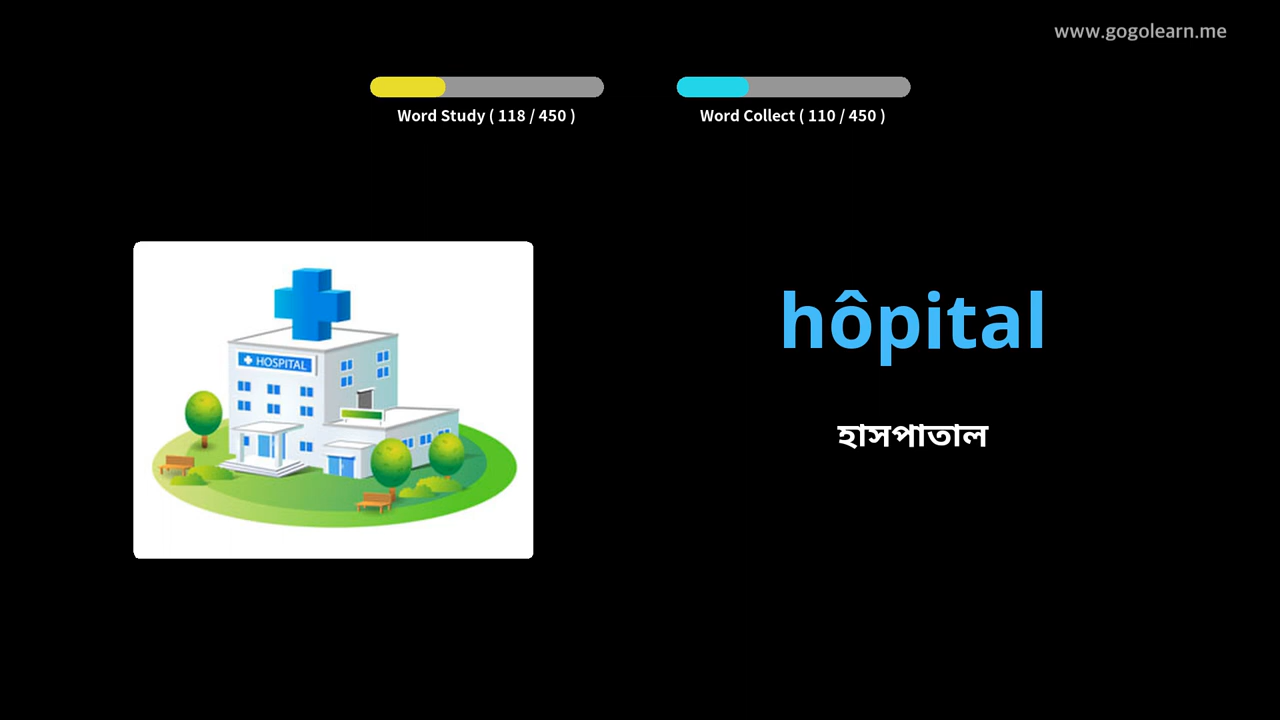 www.gogolearn.me
Word Study ( 118 / 450 )
Word Collect ( 110 / 450 )
HOSPITAL
hôpital
হাসপাতাল